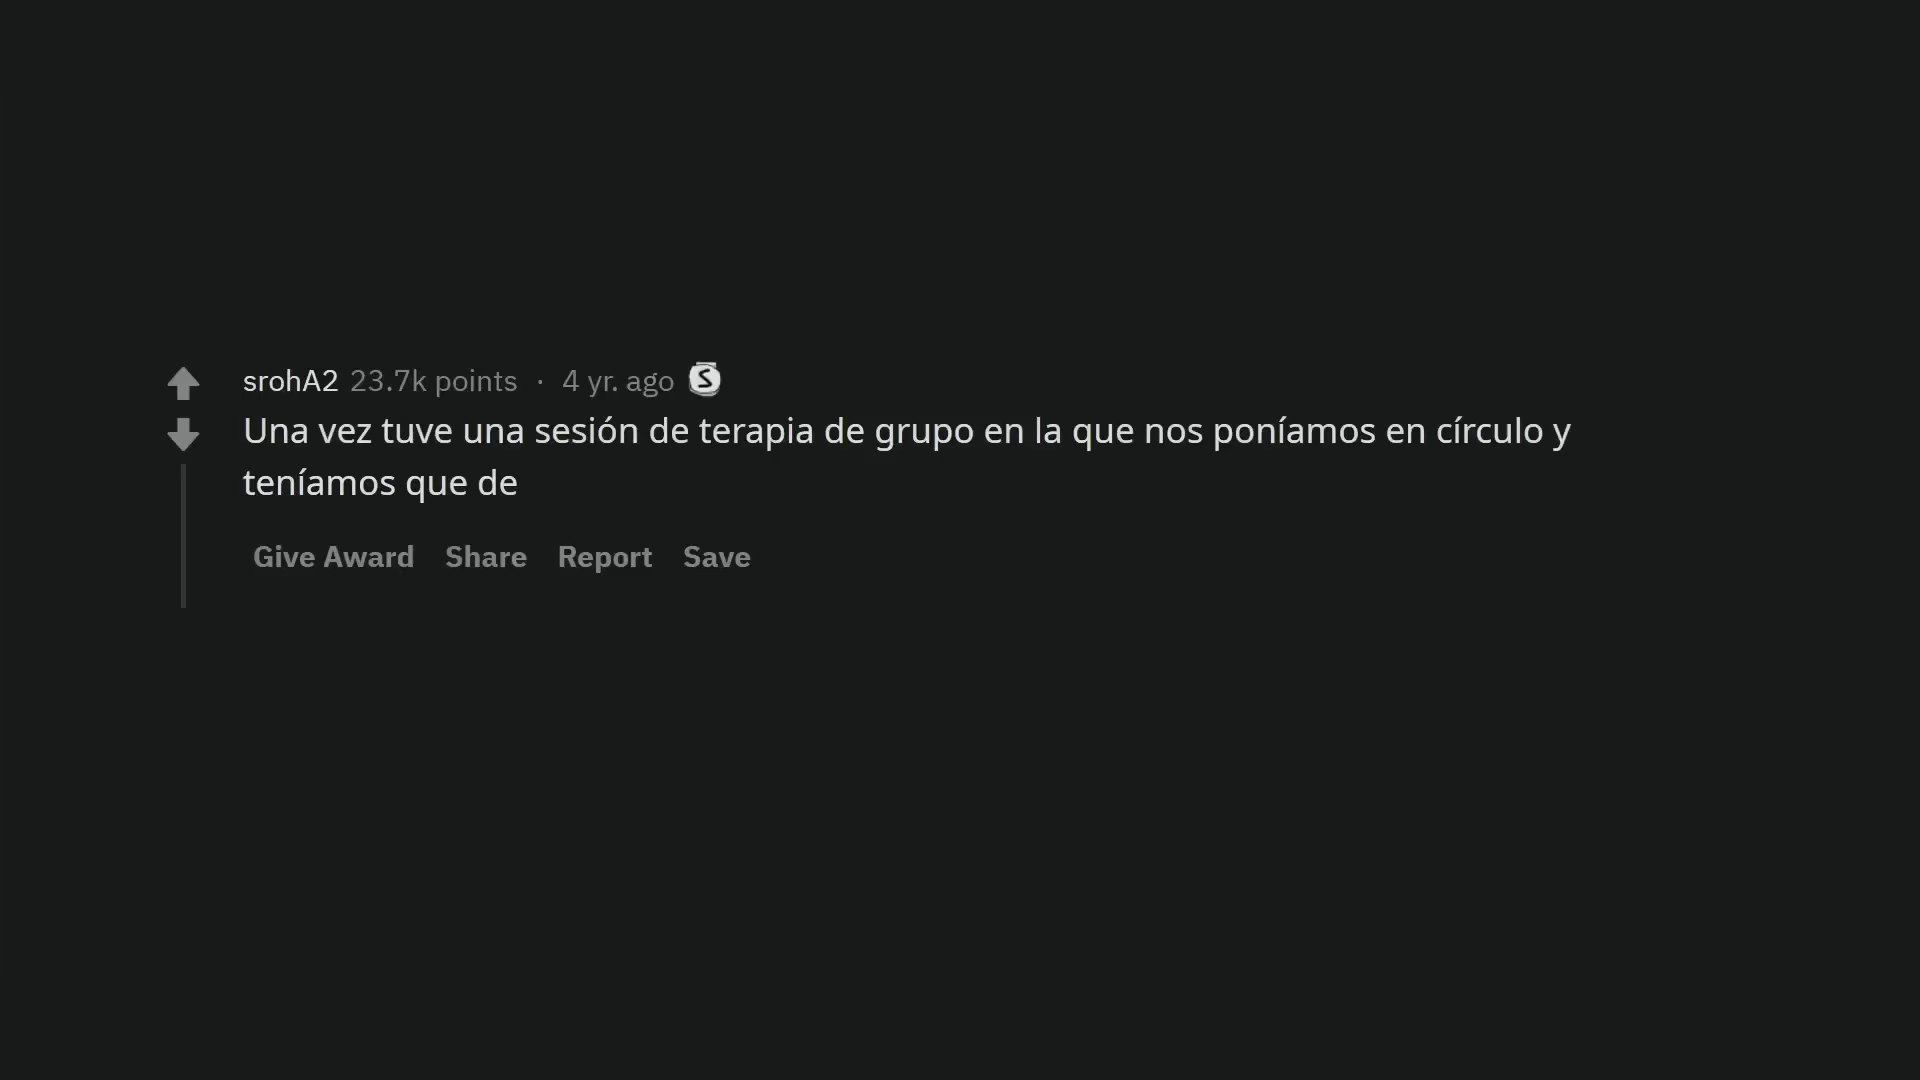 srohA2 23.7k points · 4 yr. ago S
Una vez tuve una sesión de terapia de grupo en la que nos poníamos en círculo y
teníamos que de
Give Award Share Report Save